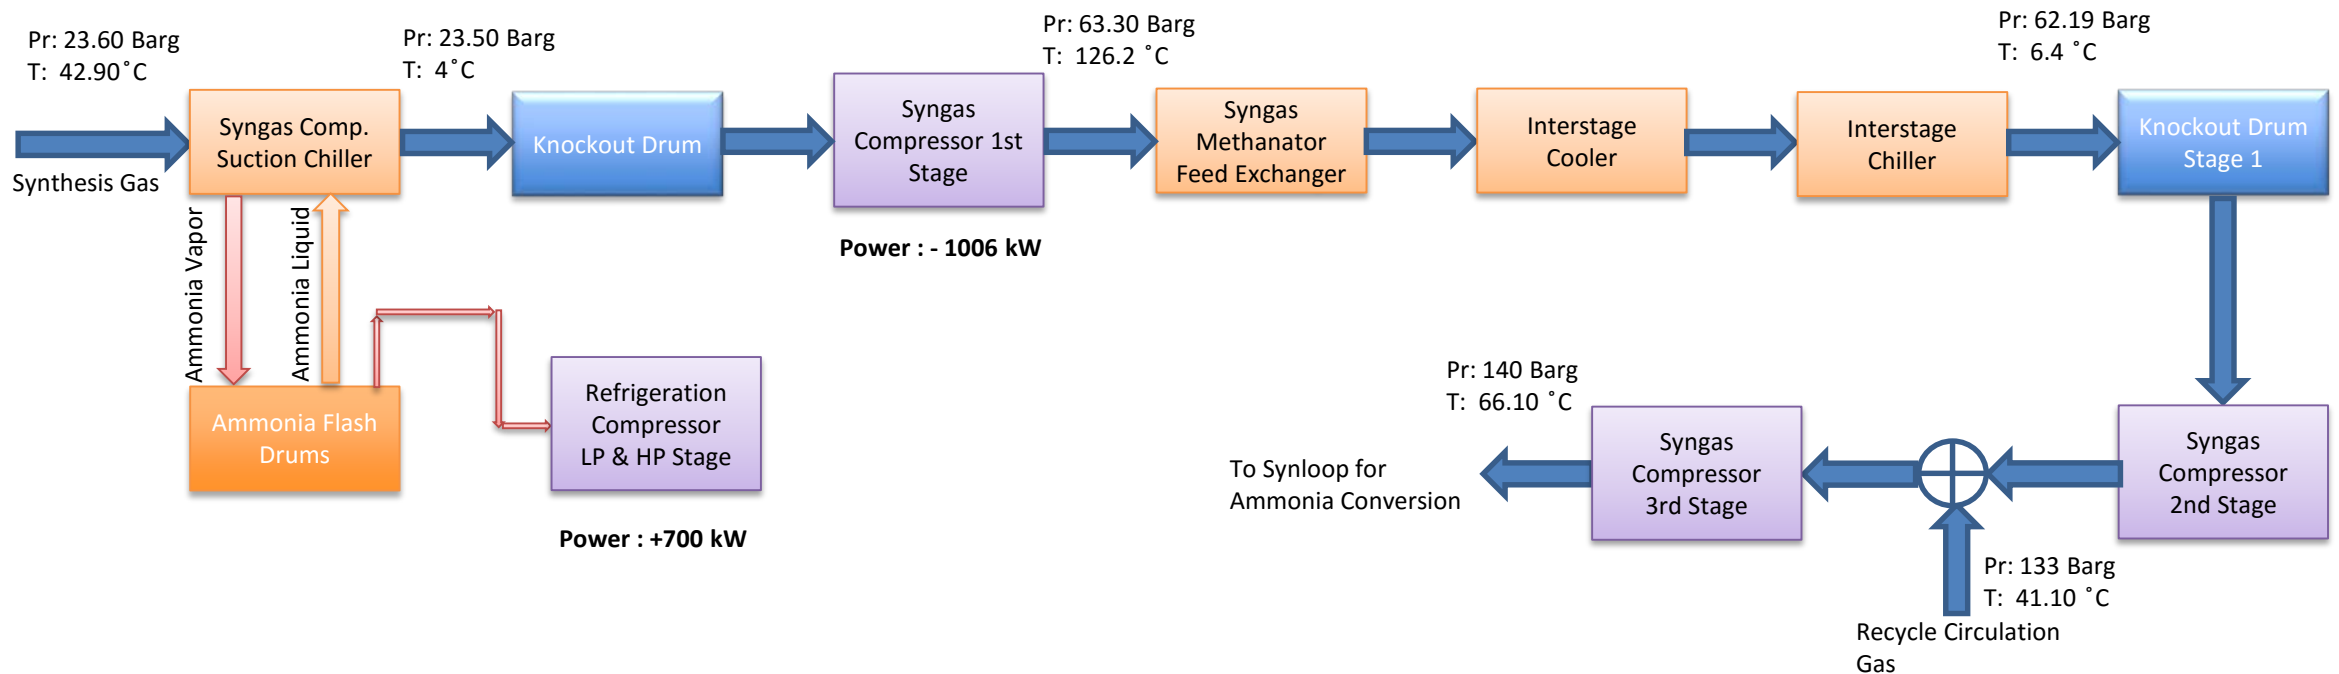 Pr: 23.60 Barg
T:  42.90˚C
Pr: 23.50 Barg
T:  4˚C
Pr: 63.30 Barg
T:  126.2 ˚C
Pr: 62.19 Barg
T:  6.4 ˚C
Synthesis Gas
Syngas Comp.
Suction Chiller
Knockout Drum
Syngas
Compressor 1st
Stage
Syngas
Methanator
Feed Exchanger
Interstage
Cooler
Interstage
Chiller
Knockout Drum
Stage 1
Power : - 1006 kW
Ammonia Vapor
Ammonia Liquid
Ammonia Flash
Drums
Refrigeration
Compressor
LP & HP Stage
Power : +700 kW
Pr: 140 Barg
T:  66.10 ˚C
To Synloop for
Ammonia Conversion
Syngas
Compressor
3rd Stage
Syngas
Compressor
2nd Stage
Pr: 133 Barg
T:  41.10 ˚C
Recycle Circulation
Gas